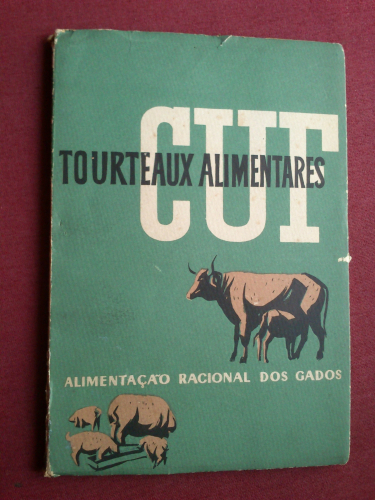 CUF
TOURTEAUX ALIMENTARES
ALIMENTAÇÃO RACIONAL DOS GADOS